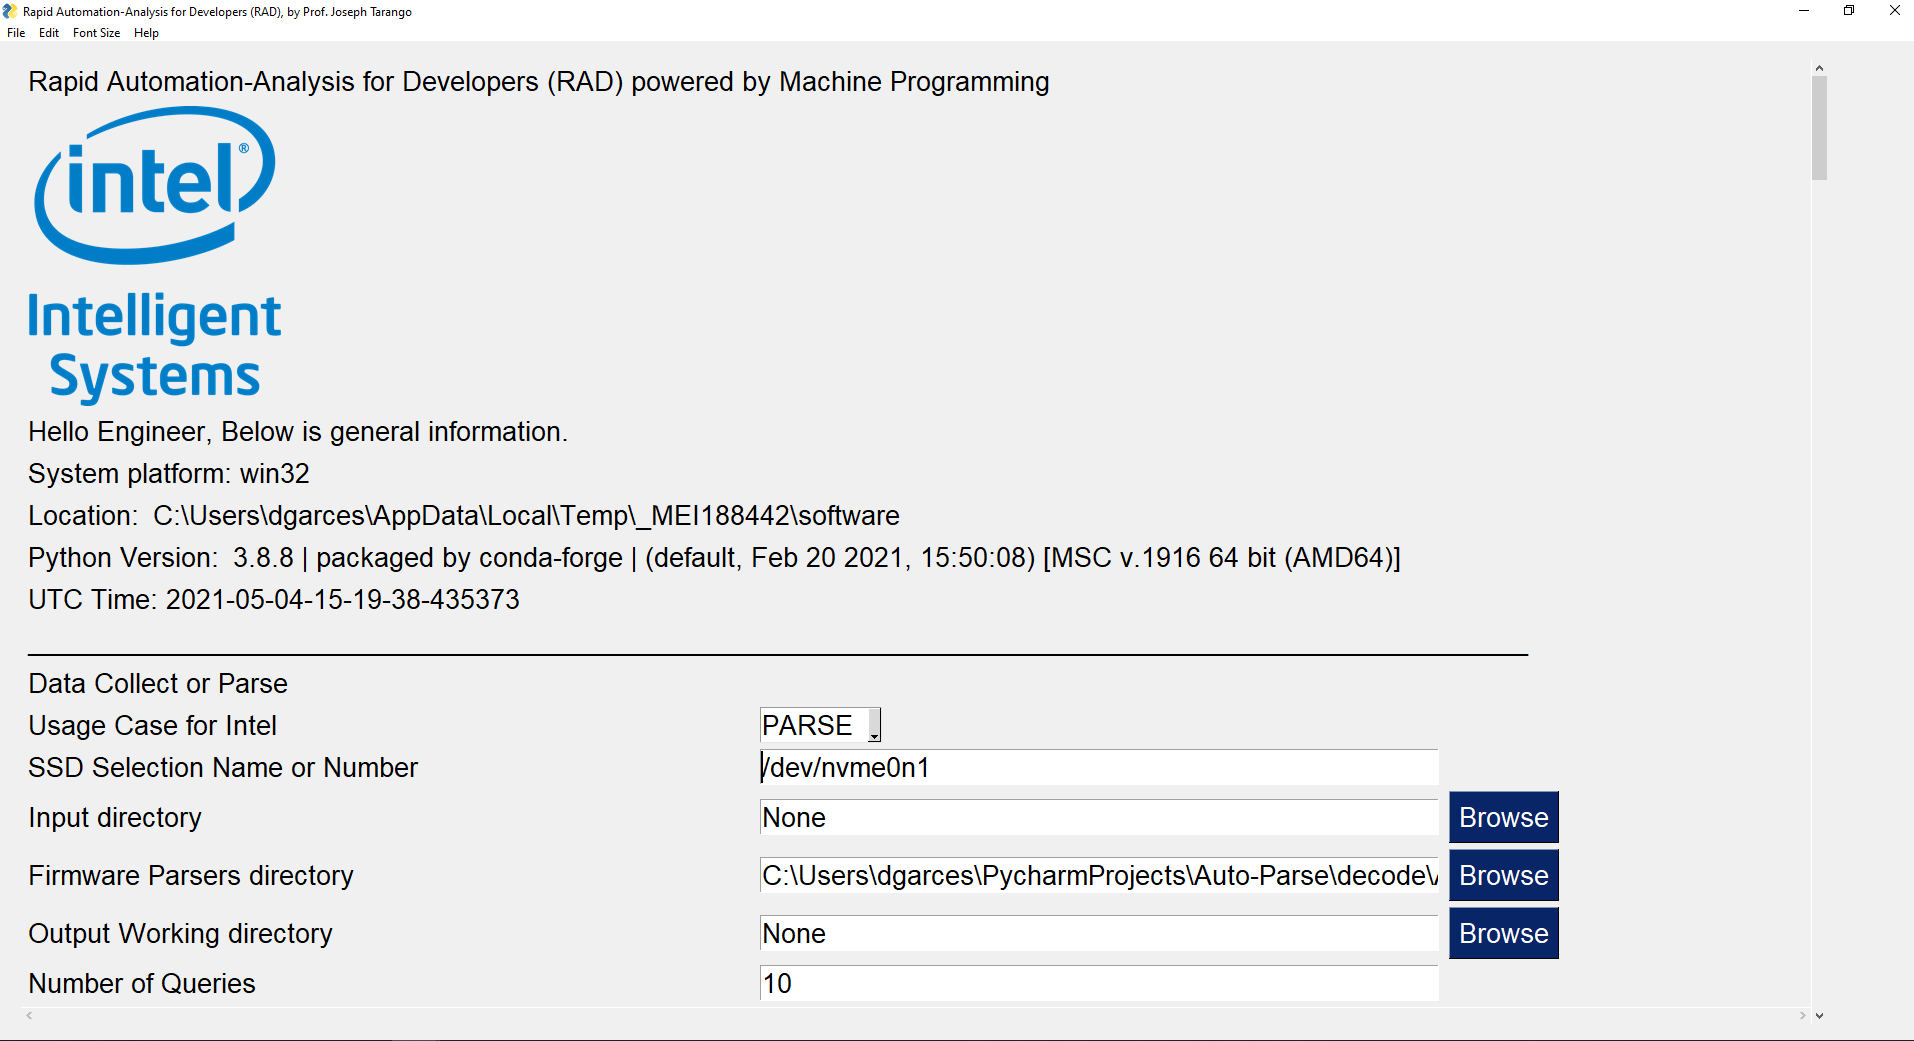 Rapid Automation-Analysis for Developers (RAD), by Prof. Joseph Tarango
File Edit Font Size Help
Rapid Automation-Analysis for Developers (RAD) powered by Machine Programming
intel®
Intelligent
Systems
Hello Engineer, Below is general information.
System platform: win32
Location:  C:\Users\dgarces\AppData\Local\Temp\_MEI188442\software
Python Version:  3.8.8 | packaged by conda-forge | (default, Feb 20 2021, 15:50:08) [MSC v.1916 64 bit (AMD64)]
UTC Time: 2021-05-04-15-19-38-435373
Data Collect or Parse
Usage Case for Intel PARSE
SSD Selection Name or Number /dev/nvme0n1
Input directory None Browse
Firmware Parsers directory C:\Users\dgarces\PycharmProjects\Auto-Parse\decode\ Browse
Output Working directory None Browse
Number of Queries 10